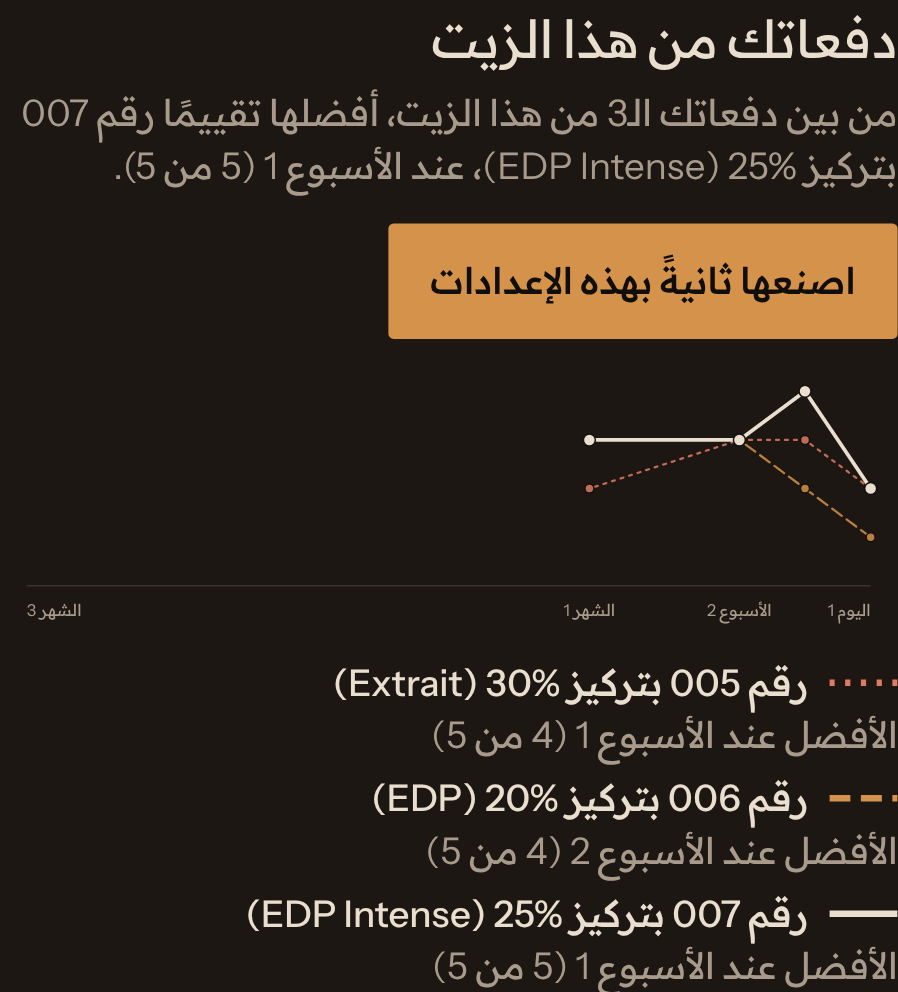 دفعاتك من هذا الزيت
من بين دفعاتك الـ3 من هذا الزيت، أفضلها تقييمًا رقم 007
بتركيز 25% (EDP Intense)، عند الأسبوع 1 (5 من 5).
اصنعها ثانيةً بهذه الإعدادات
اليوم 1
الأسبوع 2
الشهر 1
الشهر 3
رقم 005 بتركيز 30% (Extrait)
الأفضل عند الأسبوع 1 (4 من 5)
رقم 006 بتركيز 20% (EDP)
الأفضل عند الأسبوع 2 (4 من 5)
رقم 007 بتركيز 25% (EDP Intense)
الأفضل عند الأسبوع 1 (5 من 5)